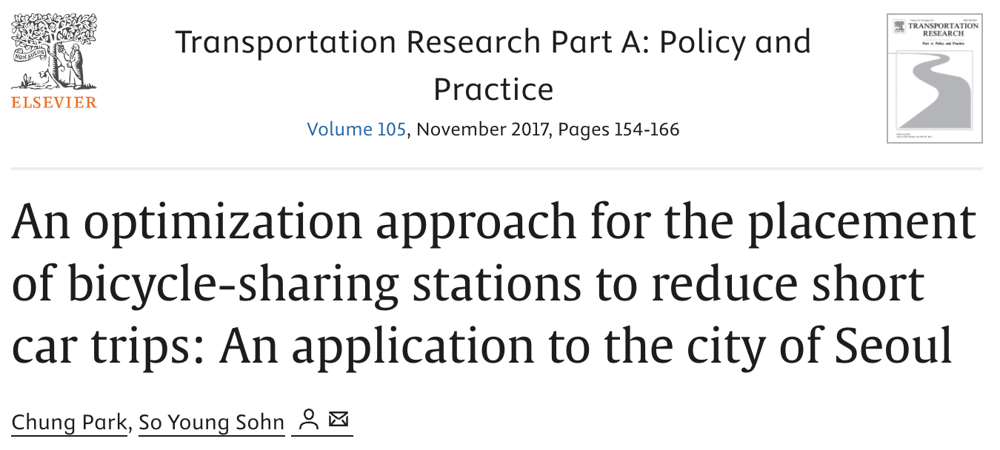 NON SOLUS
ELSEVIER
Transportation Research Part A: Policy and
Practice
Volume 105, November 2017, Pages 154-166
TRANSPORTATION
RESEARCH
Part A: Policy and Practice
An optimization approach for the placement
of bicycle-sharing stations to reduce short
car trips: An application to the city of Seoul
Chung Park, So Young Sohn